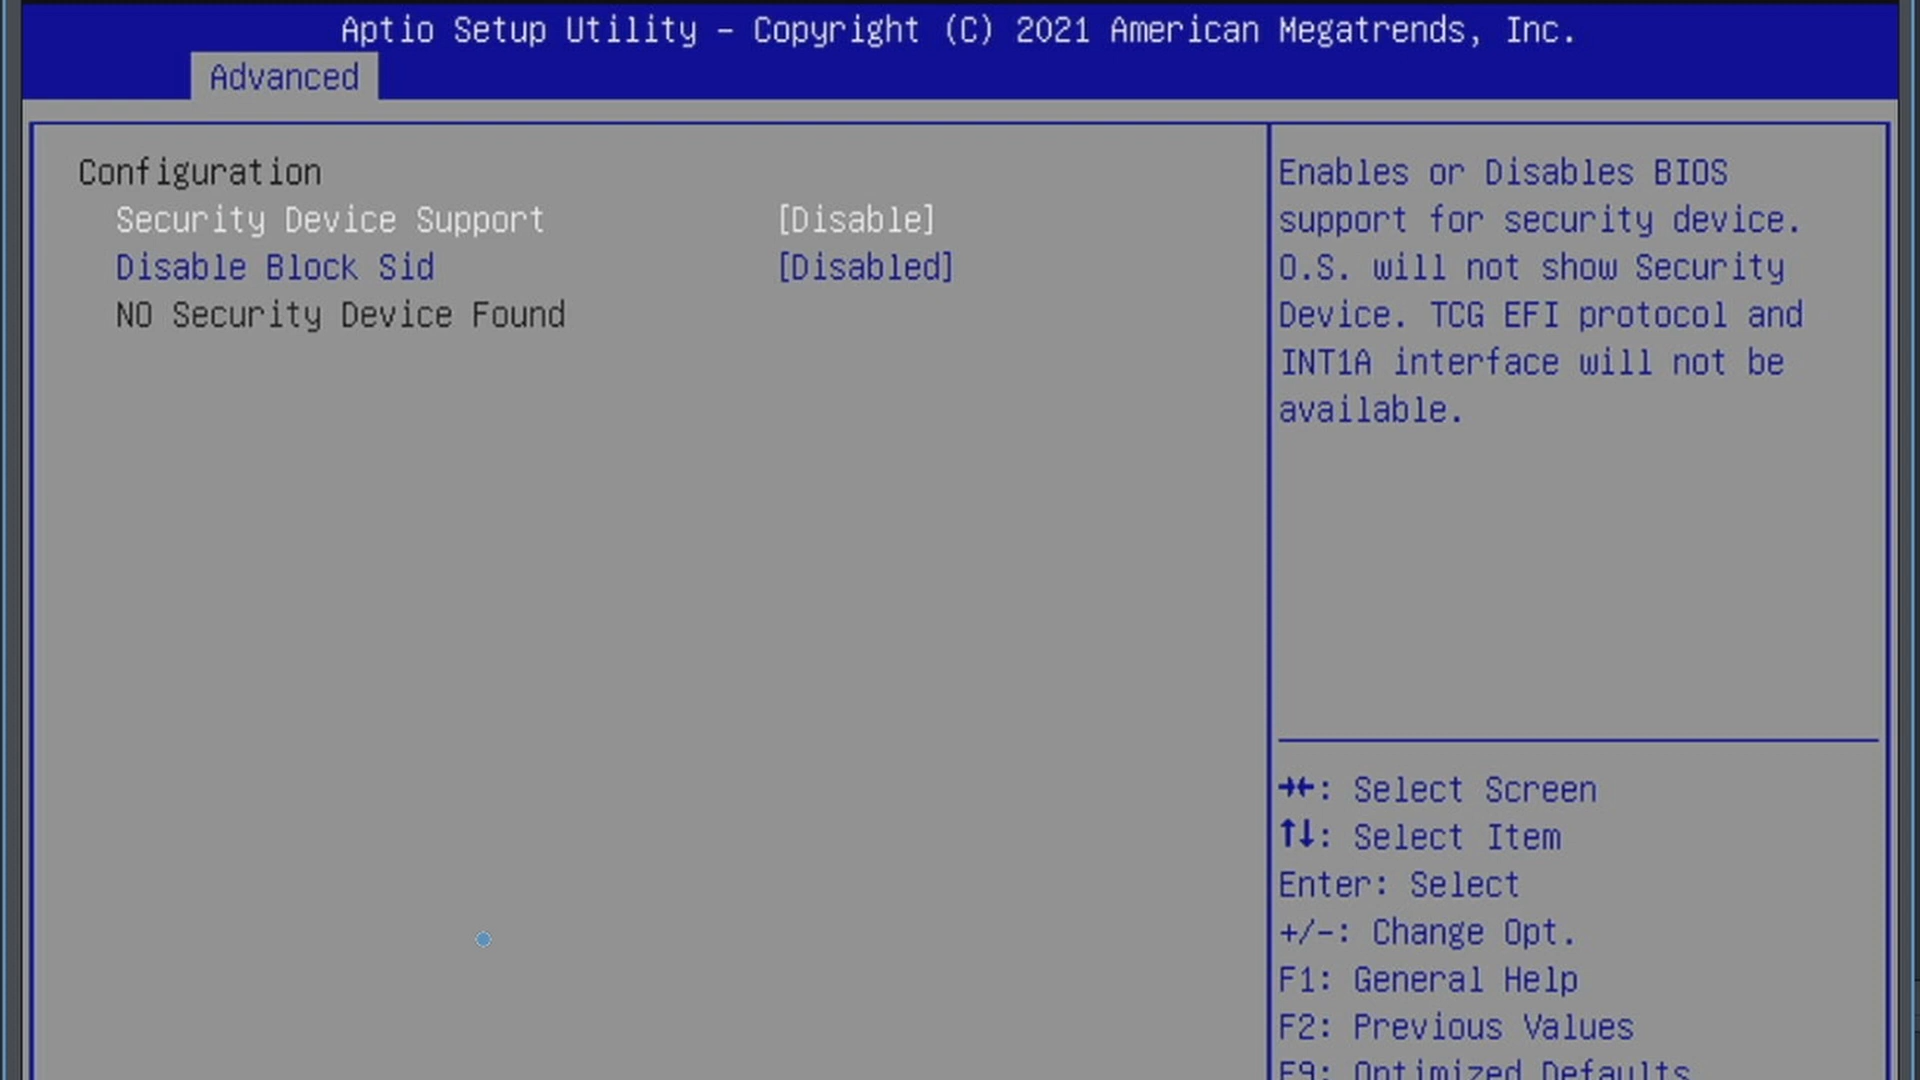 Aptio Setup Utility – Copyright (C) 2021 American Megatrends, Inc.
Advanced
Configuration
Security Device Support [Disable]
Disable Block Sid [Disabled]
NO Security Device Found
Enables or Disables BIOS
support for security device.
O.S. will not show Security
Device. TCG EFI protocol and
INT1A interface will not be
available.
→←: Select Screen
↑↓: Select Item
Enter: Select
+/-: Change Opt.
F1: General Help
F2: Previous Values
F9: Optimized Defaults